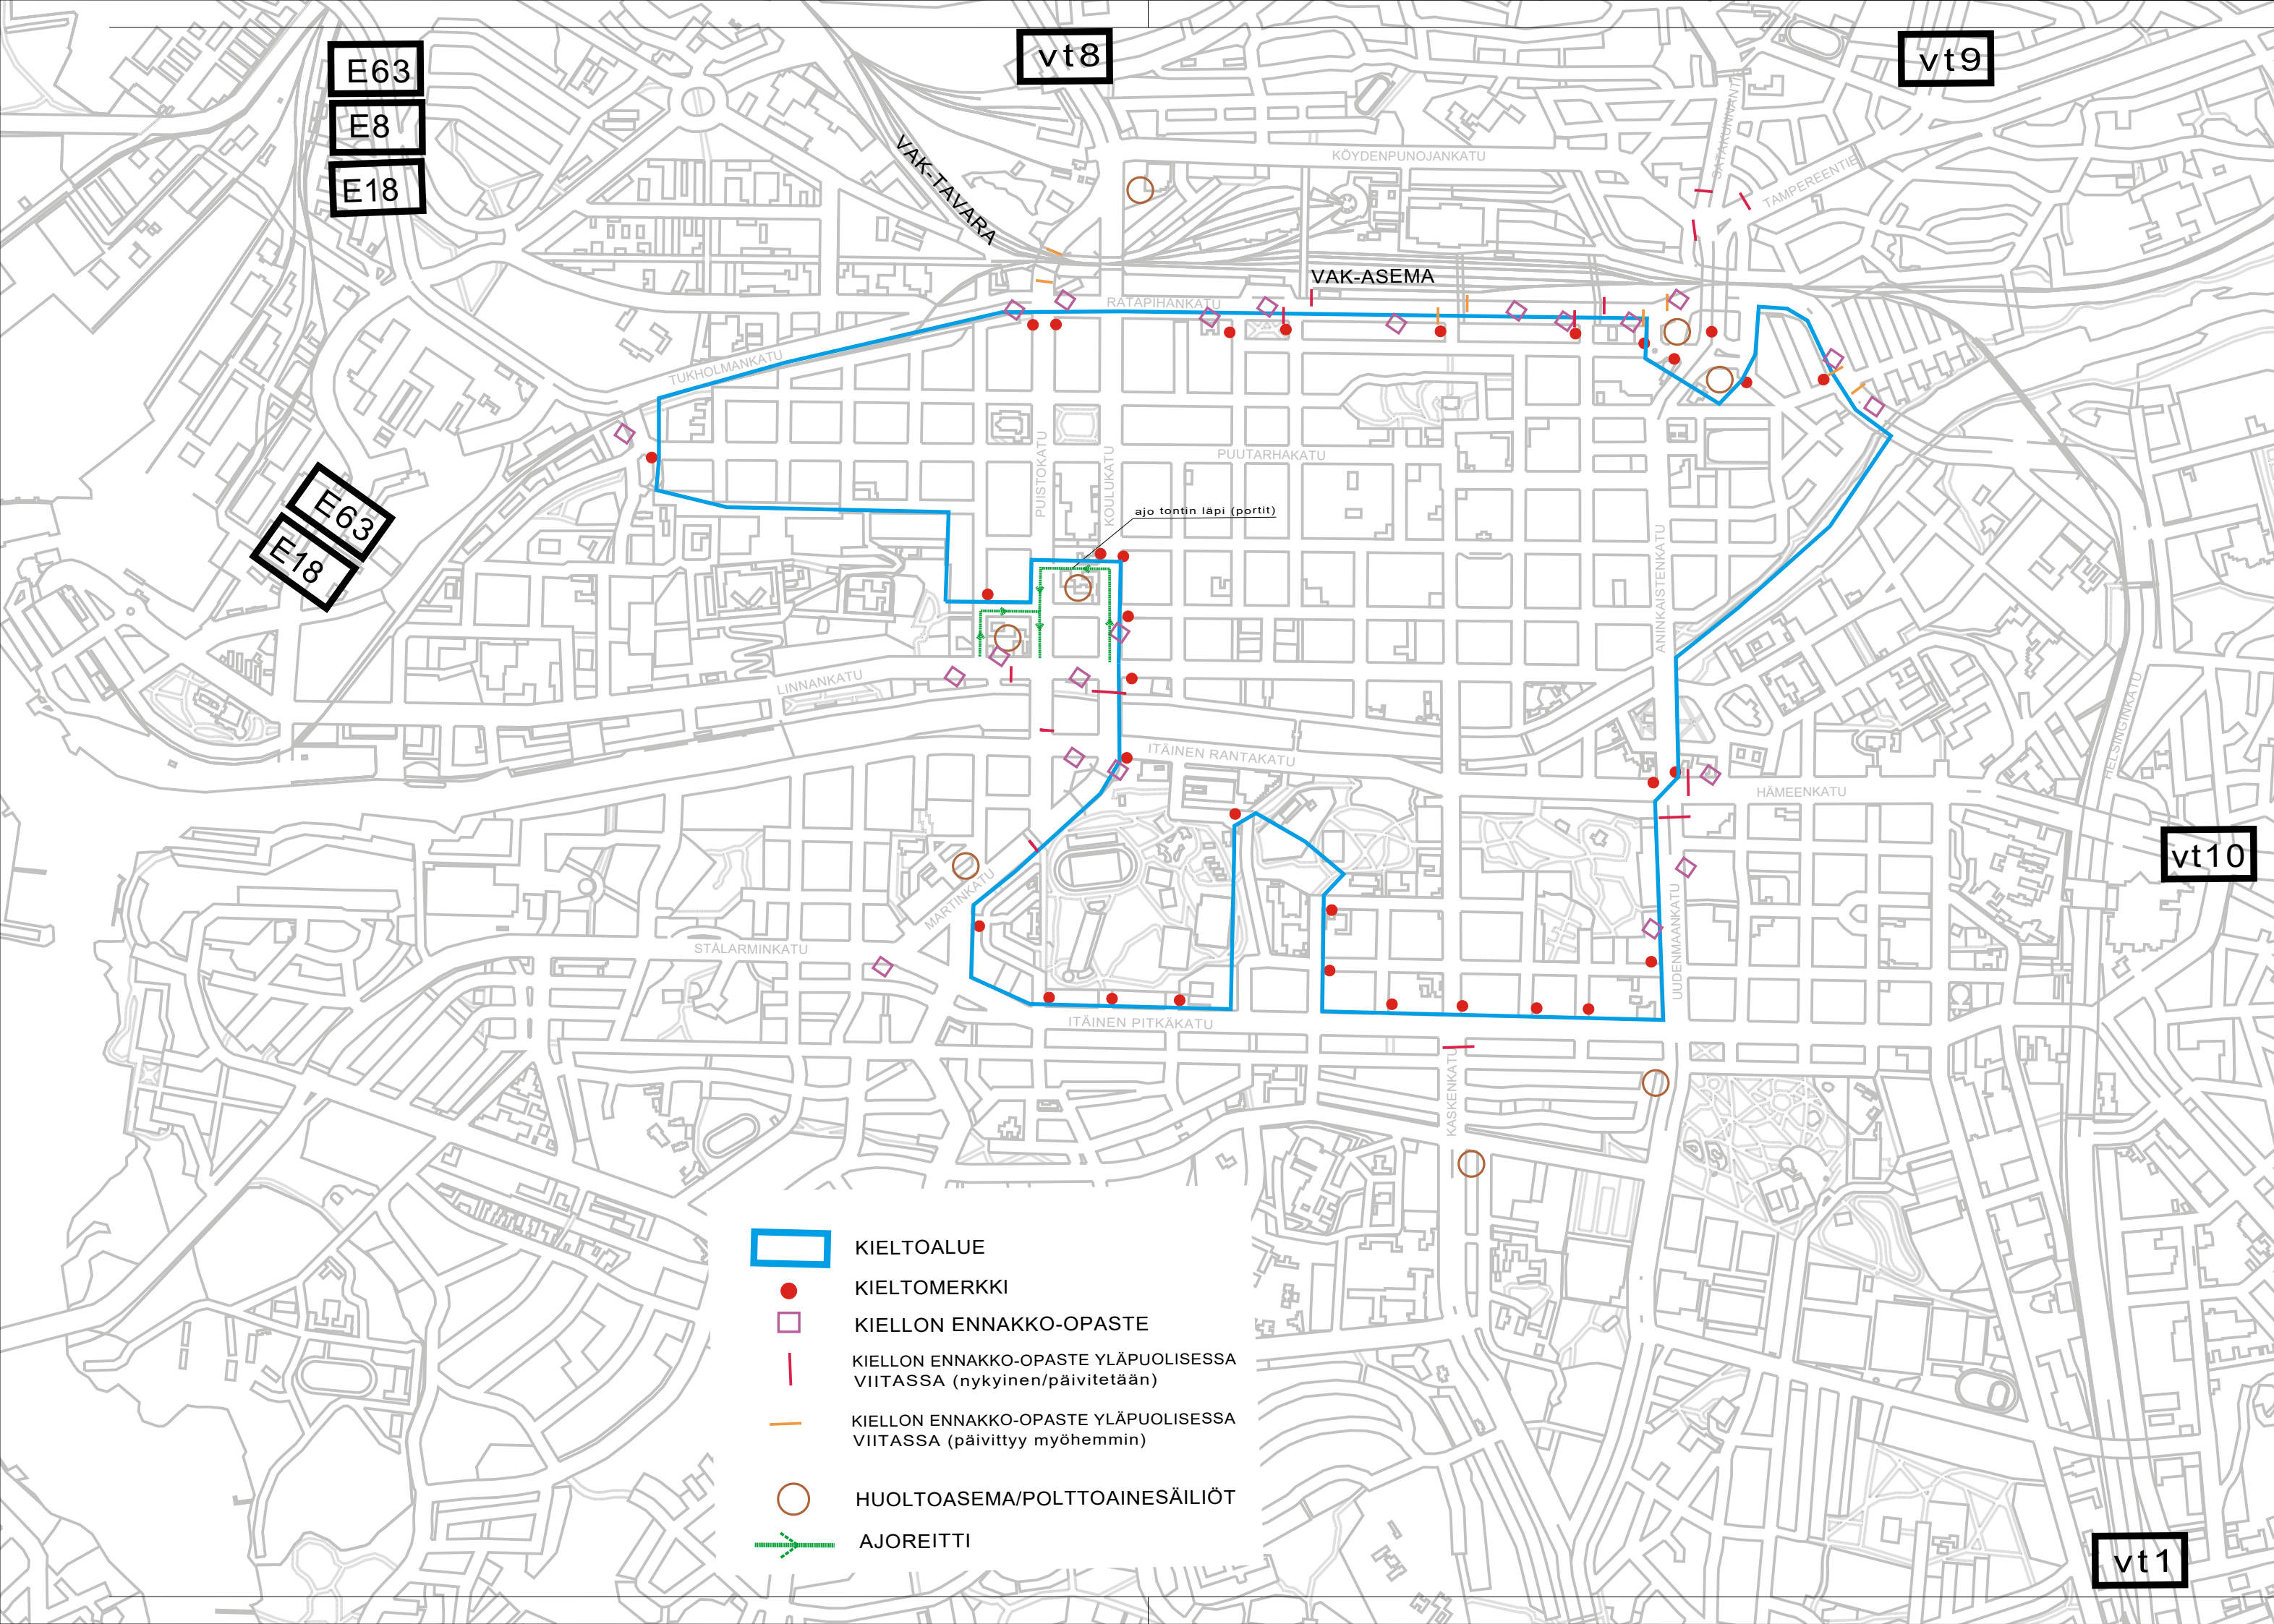 vt8
vt9
E63
E8
E18
VAK-TAVARA
KÖYDENPUNOJANKATU
SATAKUNNANTIE
TAMPEREENTIE
VAK-ASEMA
RATAPIHANKATU
TUKHOLMANKATU
PUISTOKATU
KOULUKATU
PUUTARHAKATU
E63
E18
ajo tontin läpi (portit)
ANINKAISTENKATU
LINNANKATU
HELSINGINKATU
ITÄINEN RANTAKATU
HÄMEENKATU
vt10
MARTINKATU
STÅLARMINKATU
UUDENMAANKATU
ITÄINEN PITKÄKATU
KASKENKATU
KIELTOALUE
KIELTOMERKKI
KIELLON ENNAKKO-OPASTE
KIELLON ENNAKKO-OPASTE YLÄPUOLISESSA
VIITASSA (nykyinen/päivitetään)
KIELLON ENNAKKO-OPASTE YLÄPUOLISESSA
VIITASSA (päivittyy myöhemmin)
HUOLTOASEMA/POLTTOAINESÄILIÖT
AJOREITTI
vt1